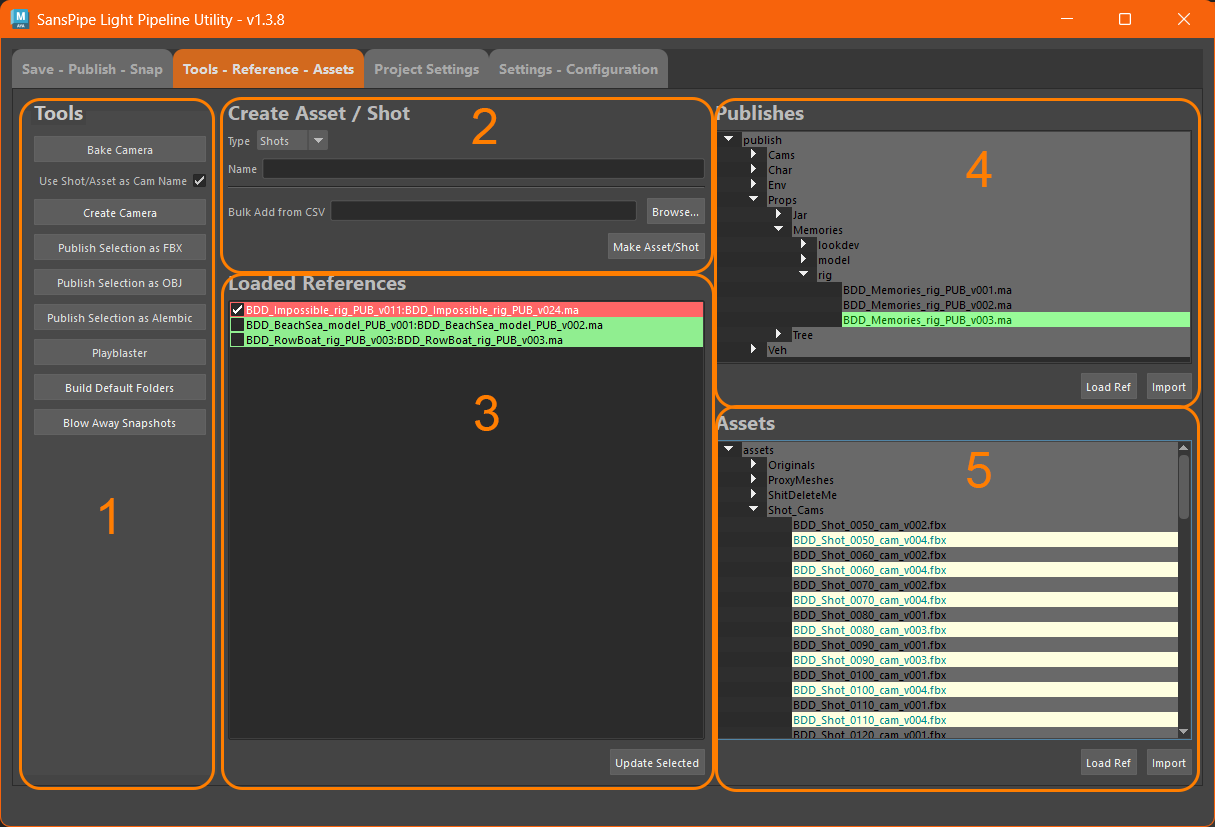 M
SansPipe Light Pipeline Utility - v1.3.8
Save - Publish - Snap
Tools - Reference - Assets
Project Settings
Settings - Configuration
Tools
Bake Camera
Use Shot/Asset as Cam Name
Create Camera
Publish Selection as FBX
Publish Selection as OBJ
Publish Selection as Alembic
Playblaster
Build Default Folders
Blow Away Snapshots
1
Create Asset / Shot
2
Type
Shots
Name
Bulk Add from CSV
Browse...
Make Asset/Shot
Loaded References
BDD_Impossible_rig_PUB_v011:BDD_Impossible_rig_PUB_v024.ma
BDD_BeachSea_model_PUB_v001:BDD_BeachSea_model_PUB_v002.ma
BDD_RowBoat_rig_PUB_v003:BDD_RowBoat_rig_PUB_v003.ma
3
Update Selected
Publishes
4
publish
Cams
Char
Env
Props
Jar
Memories
lookdev
model
rig
BDD_Memories_rig_PUB_v001.ma
BDD_Memories_rig_PUB_v002.ma
BDD_Memories_rig_PUB_v003.ma
Tree
Veh
Load Ref
Import
Assets
5
assets
Originals
ProxyMeshes
ShitDeleteMe
Shot_Cams
BDD_Shot_0050_cam_v002.fbx
BDD_Shot_0050_cam_v004.fbx
BDD_Shot_0060_cam_v002.fbx
BDD_Shot_0060_cam_v004.fbx
BDD_Shot_0070_cam_v002.fbx
BDD_Shot_0070_cam_v004.fbx
BDD_Shot_0080_cam_v001.fbx
BDD_Shot_0080_cam_v003.fbx
BDD_Shot_0090_cam_v001.fbx
BDD_Shot_0090_cam_v003.fbx
BDD_Shot_0100_cam_v001.fbx
BDD_Shot_0100_cam_v004.fbx
BDD_Shot_0110_cam_v001.fbx
BDD_Shot_0110_cam_v004.fbx
BDD_Shot_0120_cam_v001.fbx
Load Ref
Import